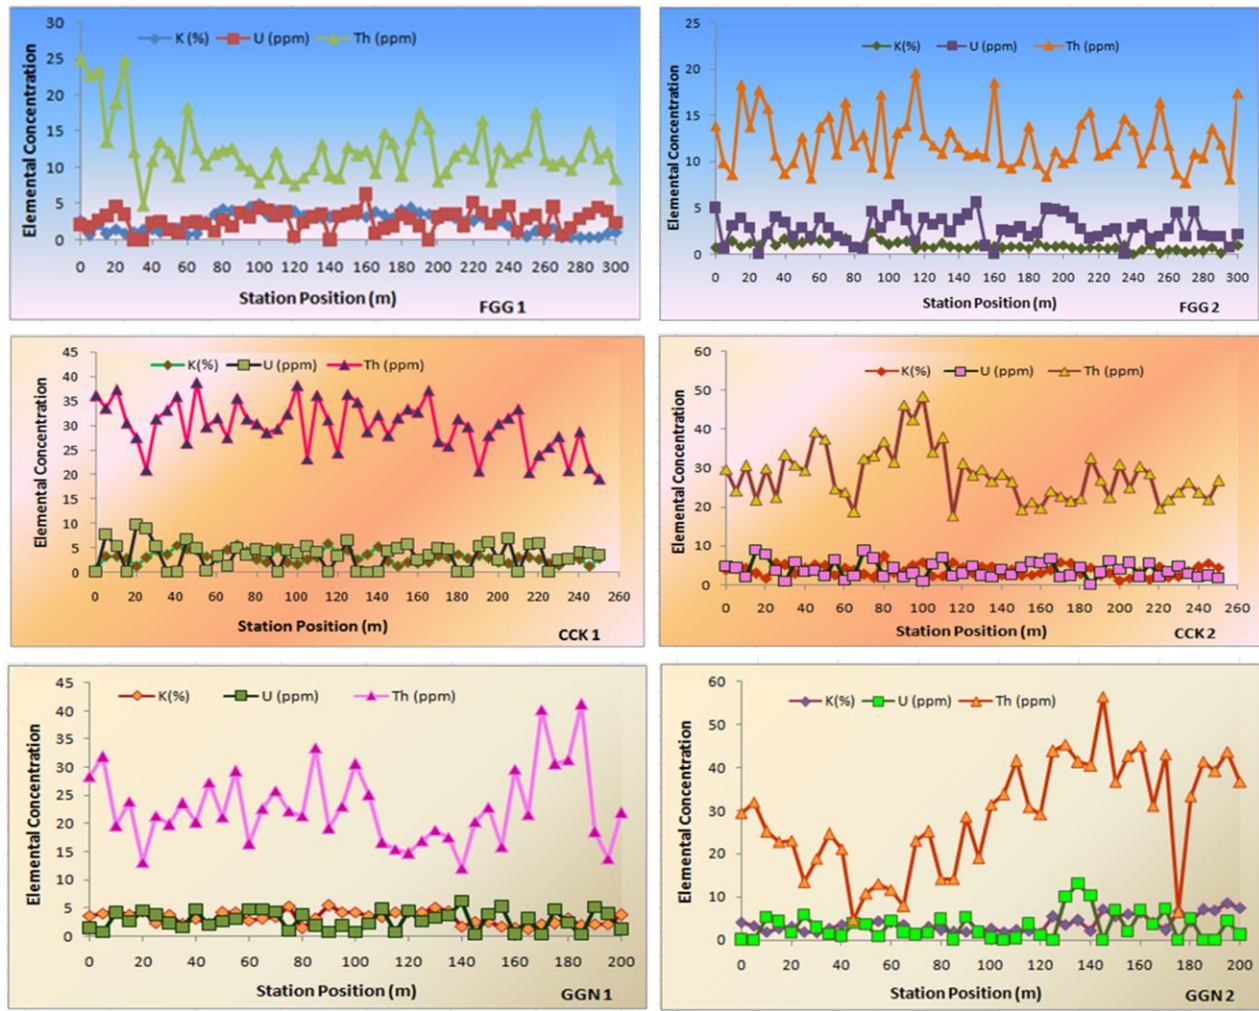 K (%) U (ppm) Th (ppm)
Elemental Concentration
30
25
20
15
10
5
0
0 20 40 60 80 100 120 140 160 180 200 220 240 260 280 300
Station Position (m)
FGG 1
K(%) U (ppm) Th (ppm)
Elemental Concentration
25
20
15
10
5
0
0 20 40 60 80 100 120 140 160 180 200 220 240 260 280 300
Station Position (m)
FGG 2
K(%) U (ppm) Th (ppm)
Elemental Concentration
45
40
35
30
25
20
15
10
5
0
0 20 40 60 80 100 120 140 160 180 200 220 240 260
Station Position (m)
CCK 1
K(%) U (ppm) Th (ppm)
Elemental Concentration
60
50
40
30
20
10
0
0 20 40 60 80 100 120 140 160 180 200 220 240 260
Station Position (m)
CCK 2
K(%) U (ppm) Th (ppm)
Elemental Concentration
45
40
35
30
25
20
15
10
5
0
0 20 40 60 80 100 120 140 160 180 200
Station Position (m)
GGN 1
K(%) U (ppm) Th (ppm)
Elemental Concentration
60
50
40
30
20
10
0
0 20 40 60 80 100 120 140 160 180 200
Station Position (m)
GGN 2